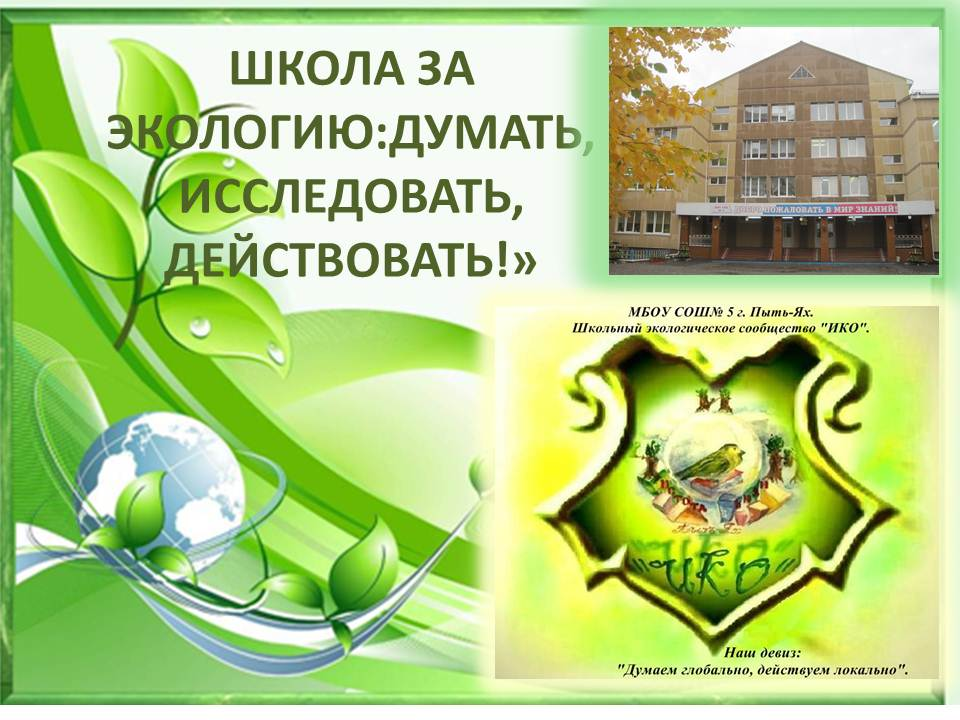 ШКОЛА ЗА
ЭКОЛОГИЮ:ДУМАТЬ,
ИССЛЕДОВАТЬ,
ДЕЙСТВОВАТЬ!»
ДОБРО ПОЖАЛОВАТЬ В МИР ЗНАНИЙ!
МБОУ СОШ№ 5 г. Пыть-Ях.
Школьный экологическое сообщество "ИКО".
"ИКО"
Наш девиз:
"Думаем глобально, действуем локально".